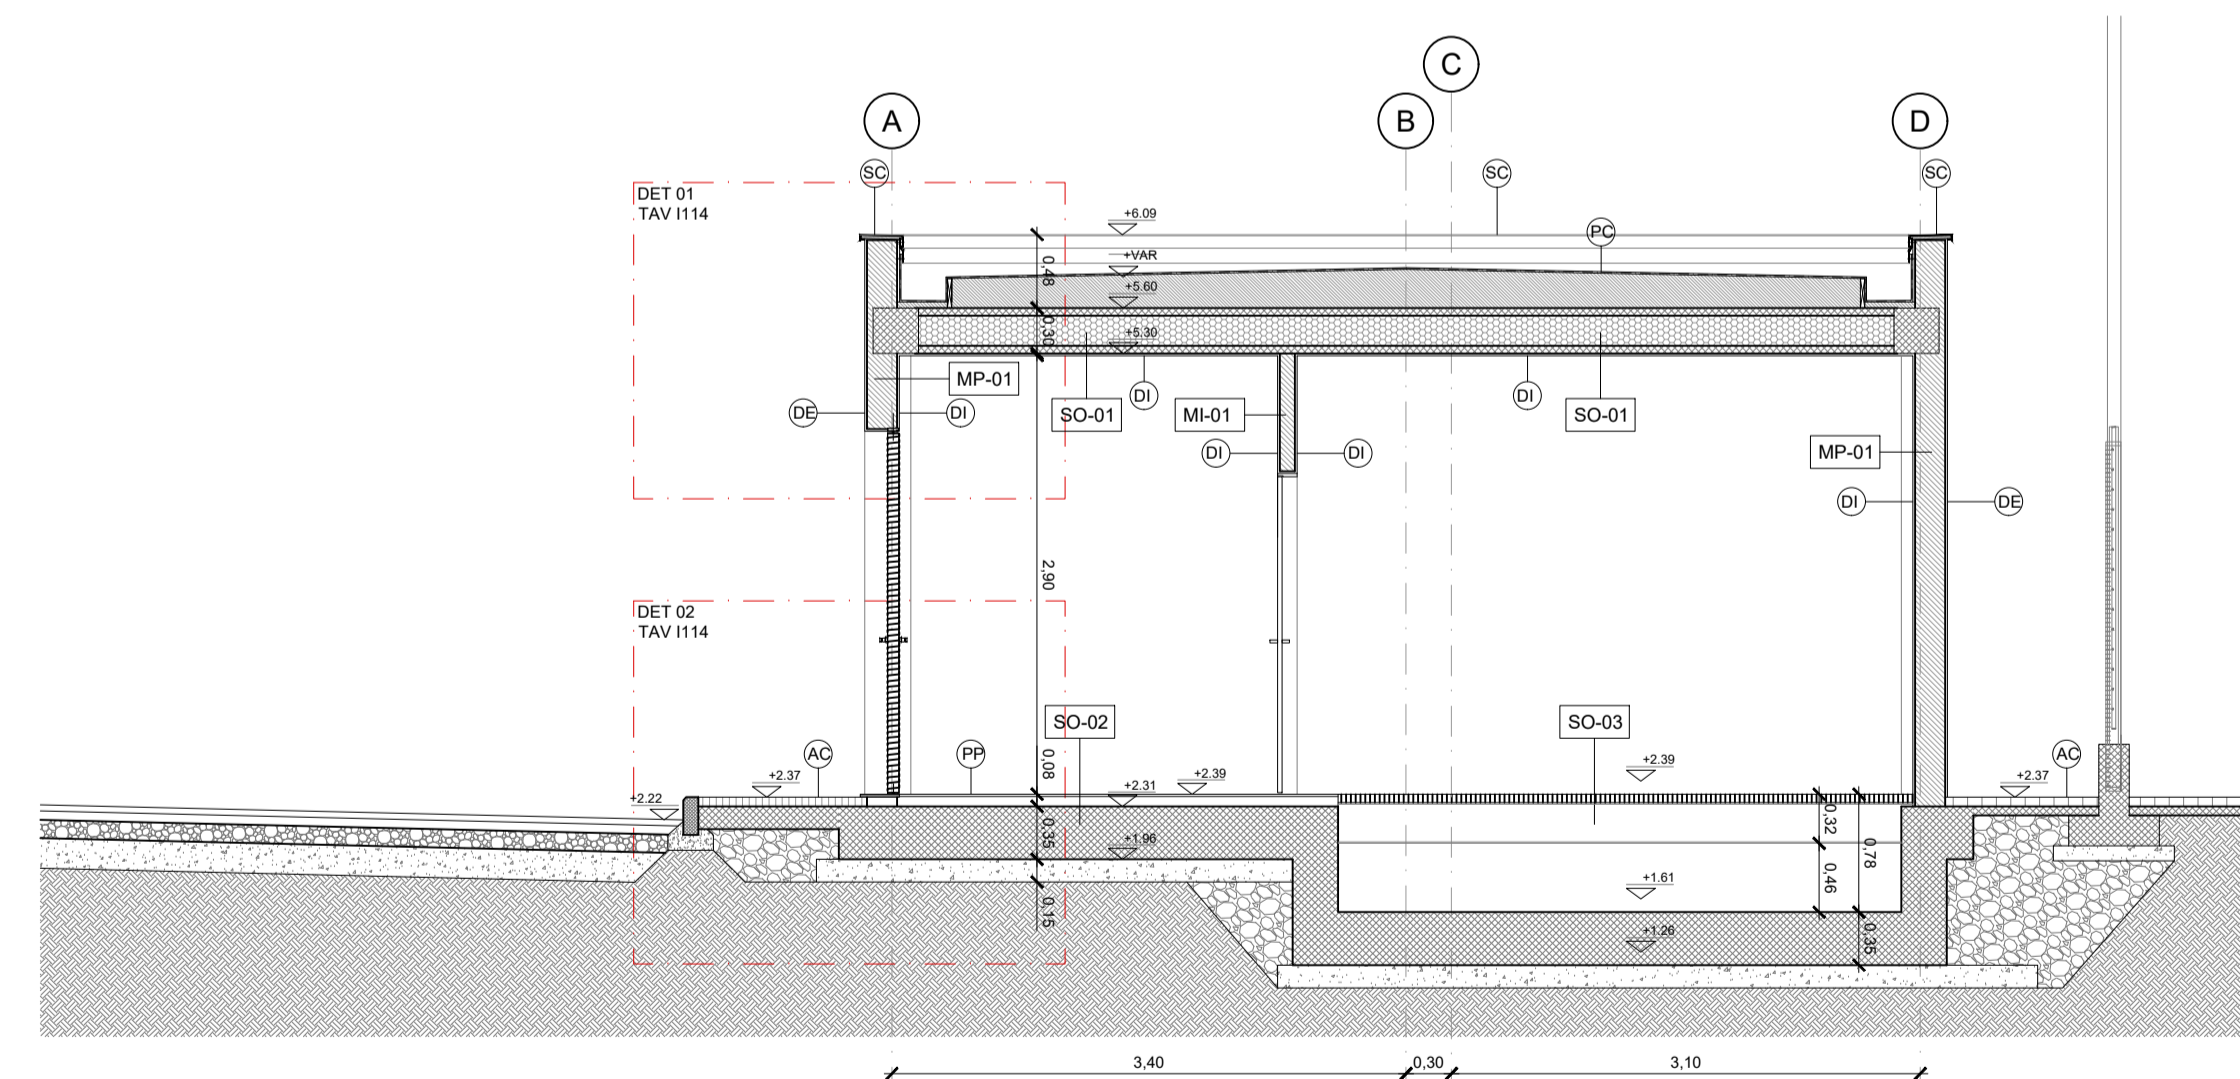 C
A
B
D
SC
SC
SC
DET 01
TAV I114
+6.09
PC
+VAR
0,48
+5.60
0,30
+5.30
MP-01
DI
DI
DE
DI
SO-01
MI-01
SO-01
DI
DI
MP-01
DI
DE
2,90
DET 02
TAV I114
SO-02
SO-03
AC
PP
0,08
AC
+2.37
+2.39
+2.39
+2.37
+2.22
+2.31
0,32
0,35
+1.96
0,78
0,46
+1.61
0,15
+1.26
0,35
3,40
0,30
3,10